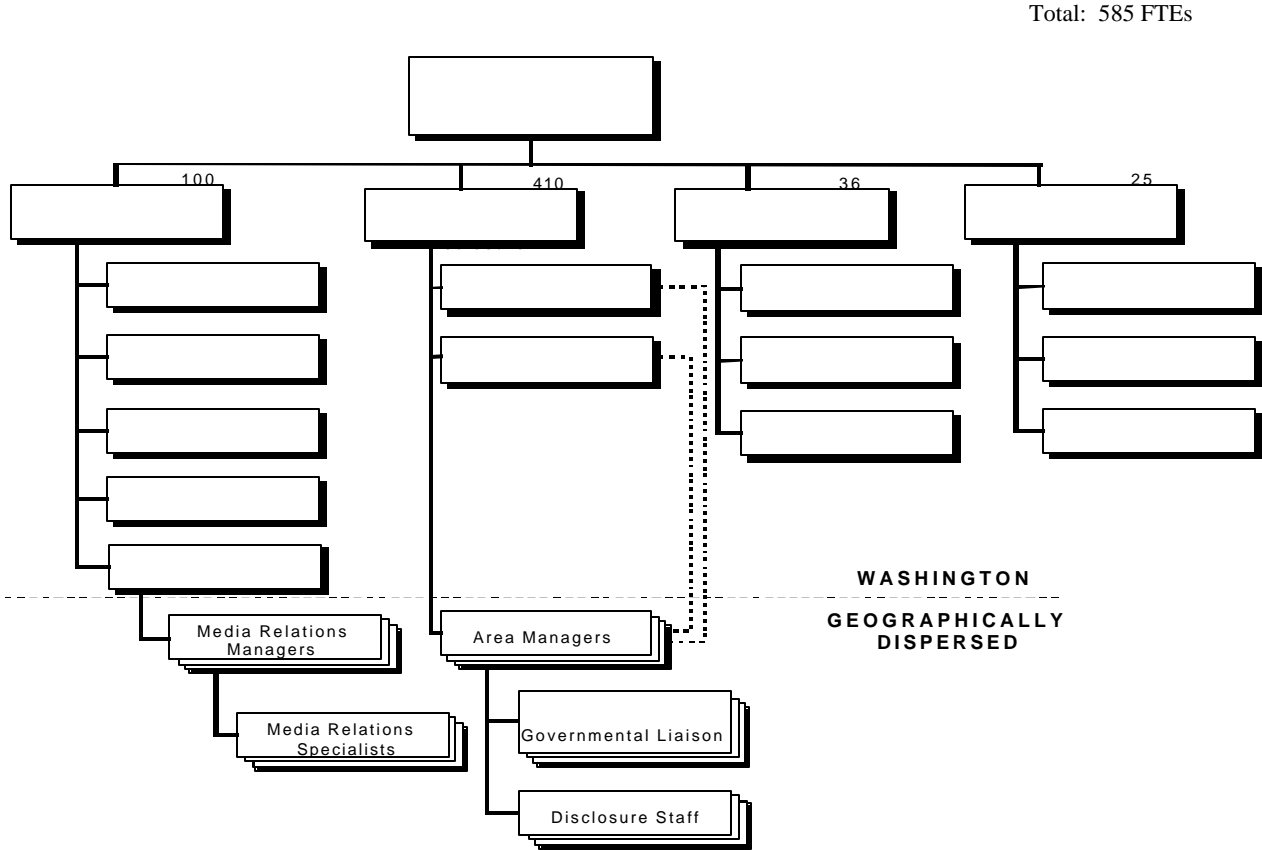 Total: 585 FTEs
100
410
36
25
WASHINGTON
GEOGRAPHICALLY
DISPERSED
Media Relations
Managers
Area Managers
Media Relations
Specialists
Governmental Liaison
Disclosure Staff